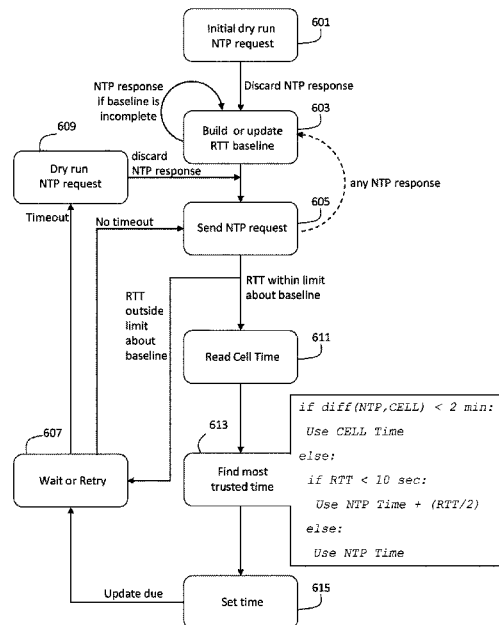 Initial dry run
NTP request
601
Discard NTP response
NTP response
if baseline is
incomplete
Build or update
RTT baseline
603
609
Dry run
NTP request
discard
NTP response
any NTP response
Timeout
No timeout
Send NTP request
605
RTT within limit
about baseline
RTT
outside
limit
about
baseline
Read Cell Time
611
607
Wait or Retry
613
Find most
trusted time
if diff(NTP,CELL) < 2 min:
Use CELL Time
else:
if RTT < 10 sec:
Use NTP Time + (RTT/2)
else:
Use NTP Time
Update due
Set time
615